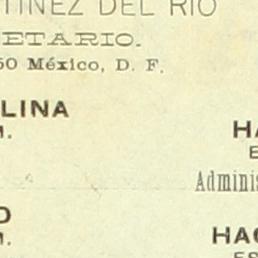 TINEZ DEL RIO
ETARIO.
50 México, D. F.
LINA
M.
HA
E
Adminis
O
M.
HAC
ES